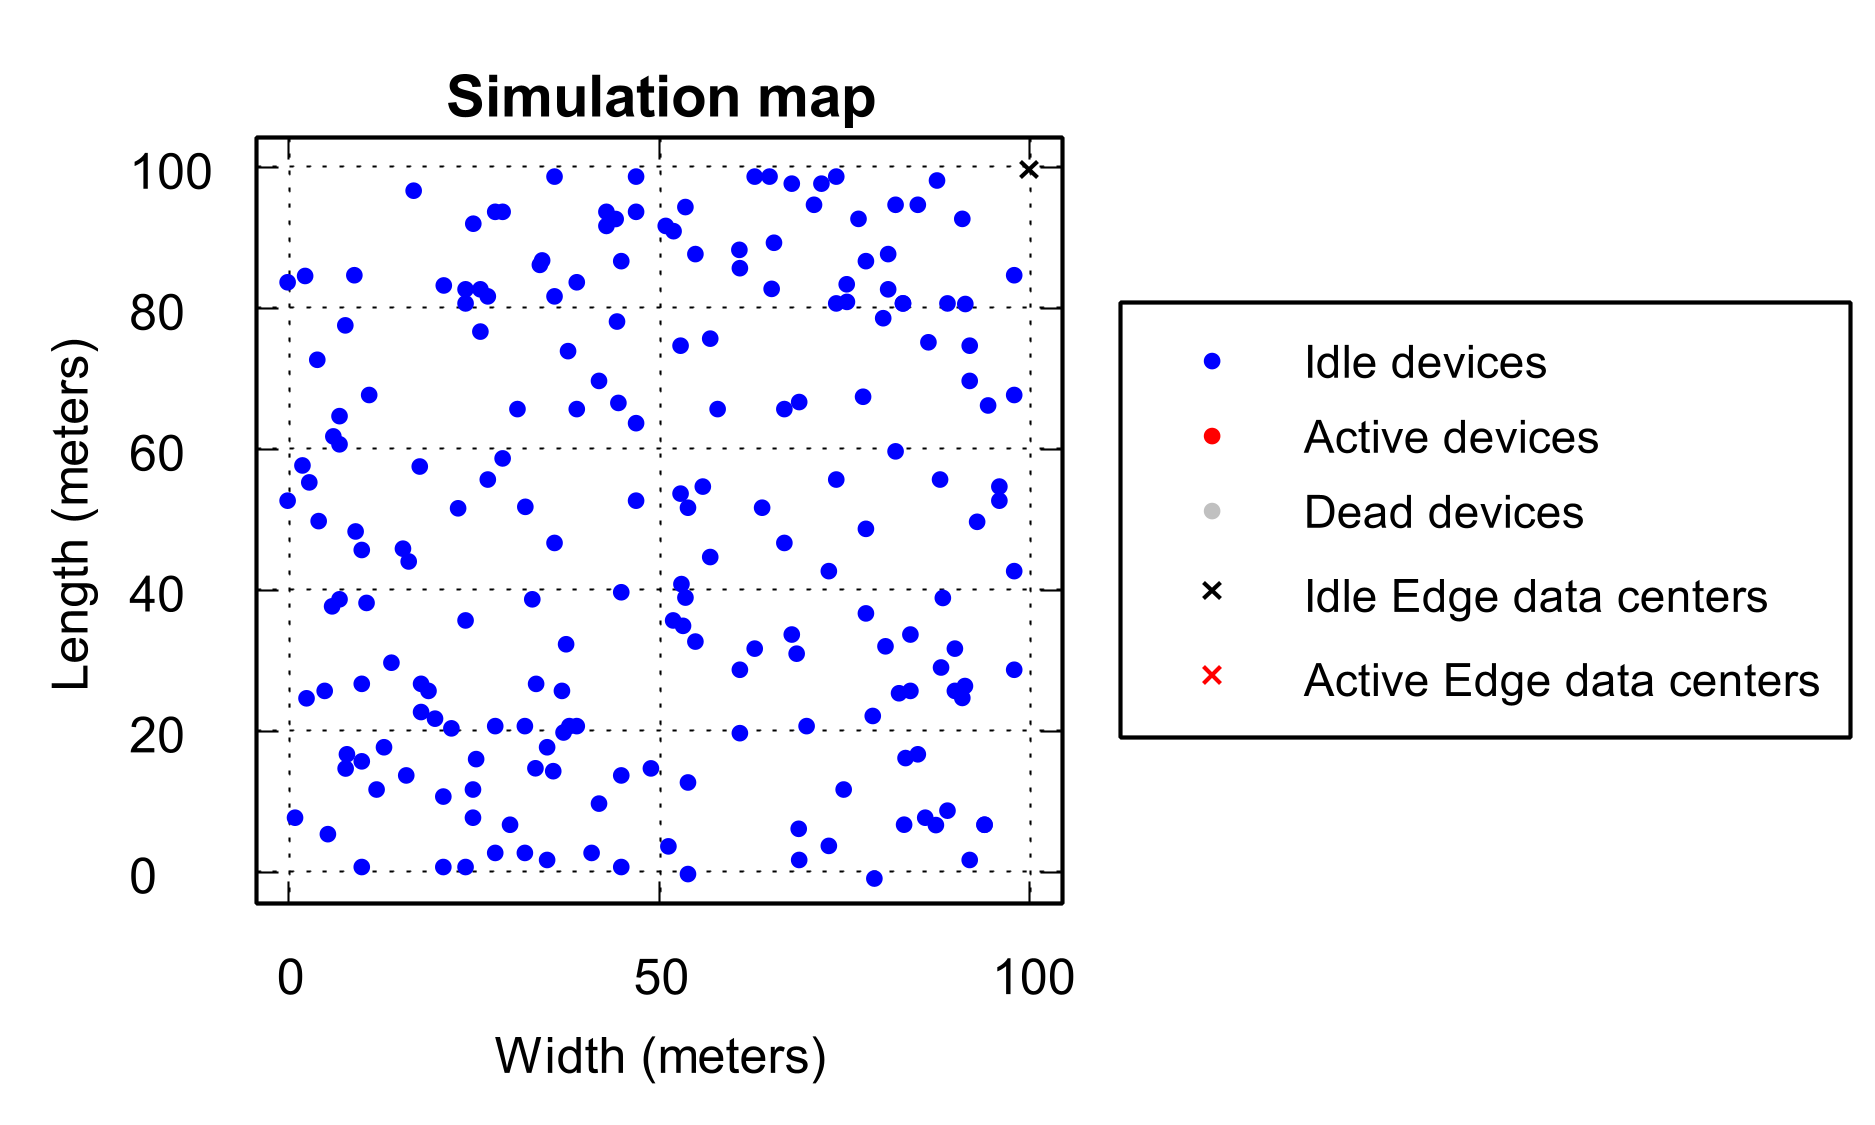 Simulation map
100
80
60
40
20
0
Length (meters)
0 50 100
Width (meters)
Idle devices
Active devices
Dead devices
Idle Edge data centers
Active Edge data centers